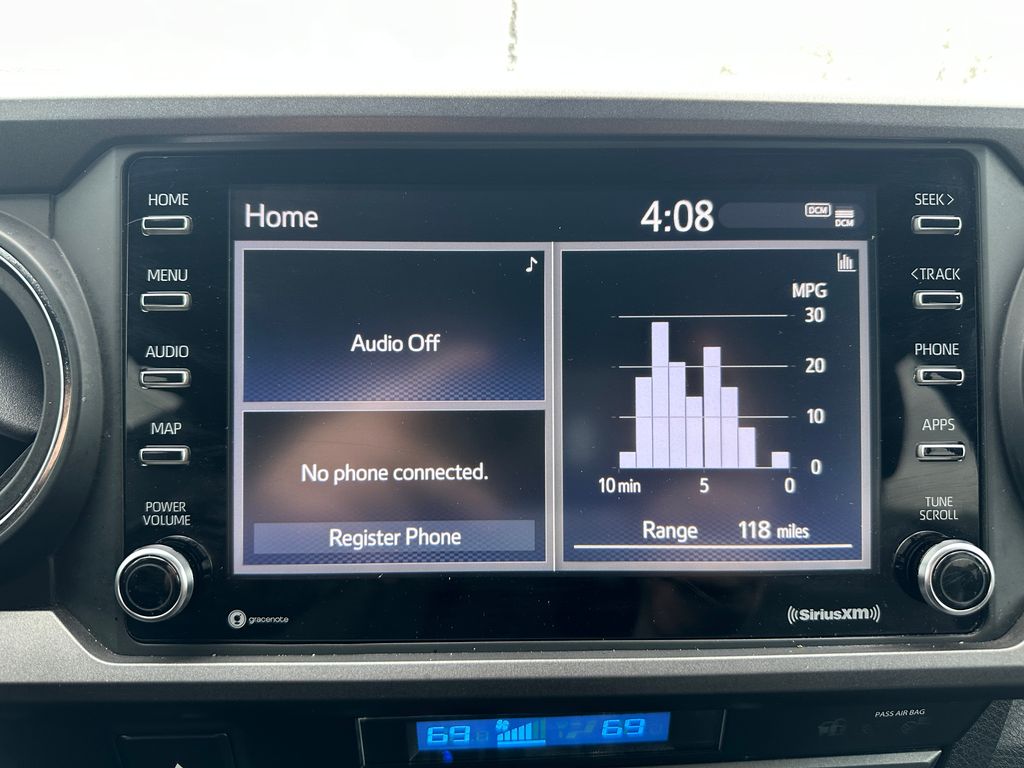 HOME
MENU
AUDIO
MAP
POWER
VOLUME
Home
4:08
DCM
DCM
Audio Off
No phone connected.
Register Phone
MPG
30
20
10
0
10 min 5 0
Range 118 miles
SEEK >
< TRACK
PHONE
APPS
TUNE
SCROLL
gracenote
SiriusXM
69 69
PASS AIR BAG